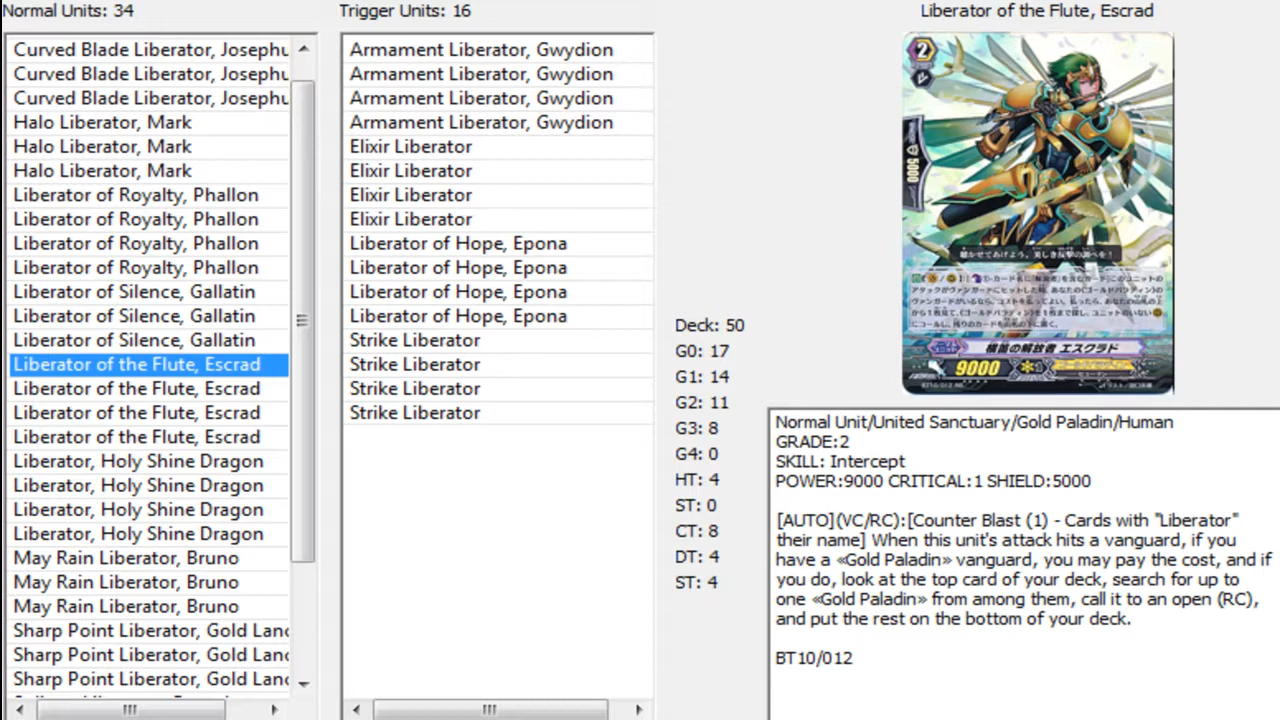 Normal Units: 34
Curved Blade Liberator, Josephu
Curved Blade Liberator, Josephu
Curved Blade Liberator, Josephu
Halo Liberator, Mark
Halo Liberator, Mark
Halo Liberator, Mark
Liberator of Royalty, Phallon
Liberator of Royalty, Phallon
Liberator of Royalty, Phallon
Liberator of Royalty, Phallon
Liberator of Silence, Gallatin
Liberator of Silence, Gallatin
Liberator of Silence, Gallatin
Liberator of the Flute, Escrad
Liberator of the Flute, Escrad
Liberator of the Flute, Escrad
Liberator of the Flute, Escrad
Liberator, Holy Shine Dragon
Liberator, Holy Shine Dragon
Liberator, Holy Shine Dragon
Liberator, Holy Shine Dragon
May Rain Liberator, Bruno
May Rain Liberator, Bruno
May Rain Liberator, Bruno
Sharp Point Liberator, Gold Lanc
Sharp Point Liberator, Gold Lanc
Sharp Point Liberator, Gold Lanc
Trigger Units: 16
Armament Liberator, Gwydion
Armament Liberator, Gwydion
Armament Liberator, Gwydion
Armament Liberator, Gwydion
Elixir Liberator
Elixir Liberator
Elixir Liberator
Elixir Liberator
Liberator of Hope, Epona
Liberator of Hope, Epona
Liberator of Hope, Epona
Liberator of Hope, Epona
Strike Liberator
Strike Liberator
Strike Liberator
Strike Liberator
Deck: 50
G0: 17
G1: 14
G2: 11
G3: 8
G4: 0
HT: 4
ST: 0
CT: 8
DT: 4
ST: 4
Liberator of the Flute, Escrad
2
5000
横笛の解放者 エスクラド
9000
Normal Unit/United Sanctuary/Gold Paladin/Human
GRADE:2
SKILL: Intercept
POWER:9000 CRITICAL:1 SHIELD:5000
[AUTO](VC/RC):[Counter Blast (1) - Cards with "Liberator"
their name] When this unit's attack hits a vanguard, if you
have a «Gold Paladin» vanguard, you may pay the cost, and if
you do, look at the top card of your deck, search for up to
one «Gold Paladin» from among them, call it to an open (RC),
and put the rest on the bottom of your deck.
BT10/012